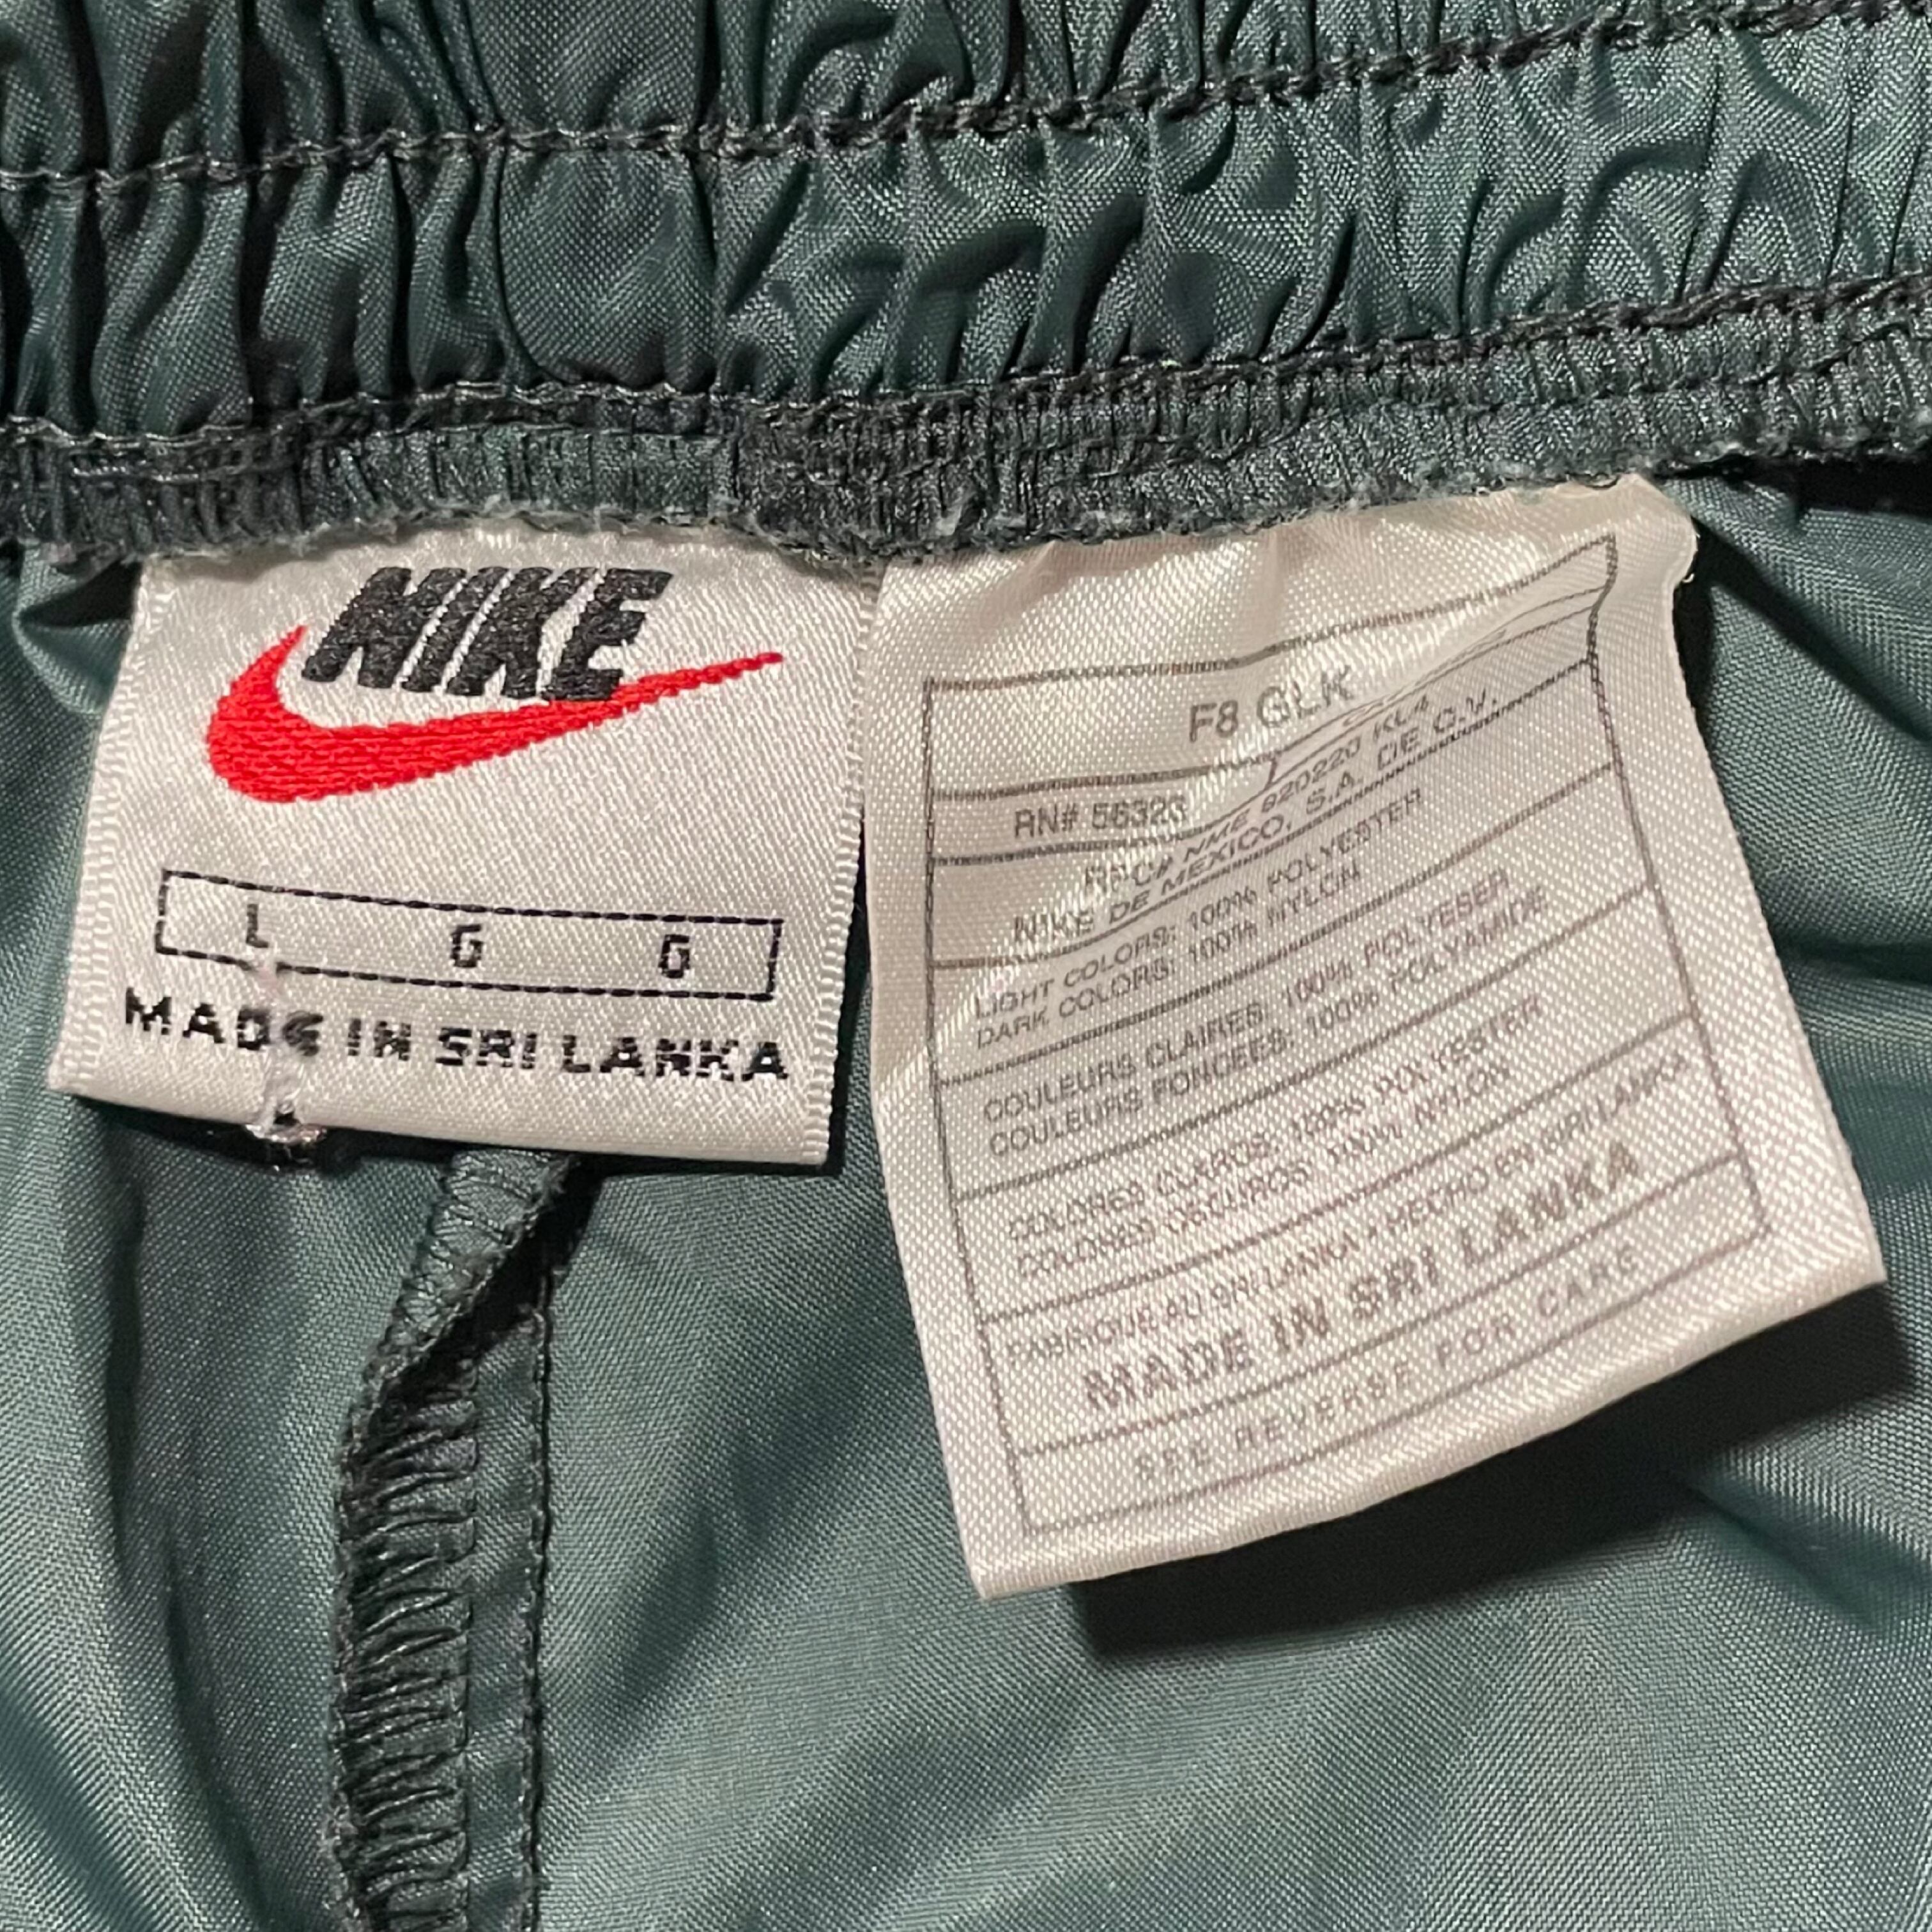 NIKE
L G G
MADE IN SRI LANKA
F8 GLK
RN# 56323
RFC# NME 920220 KL4
NIKE DE MEXICO, S.A. DE C.V.
LIGHT COLORS: 100% POLYESTER
DARK COLORS: 100% NYLON
COULEURS CLAIRES: 100% POLYESER
COULEURS FONCEES: 100% POLYAMIDE
COLORES CLAROS: 100% POLYESTER
COLORES OSCUROS: 100% NYLON
FABRIQUE AU SRI LANKA • HECHO EN SRI LANKA
MADE IN SRI LANKA
SEE REVERSE FOR CARE